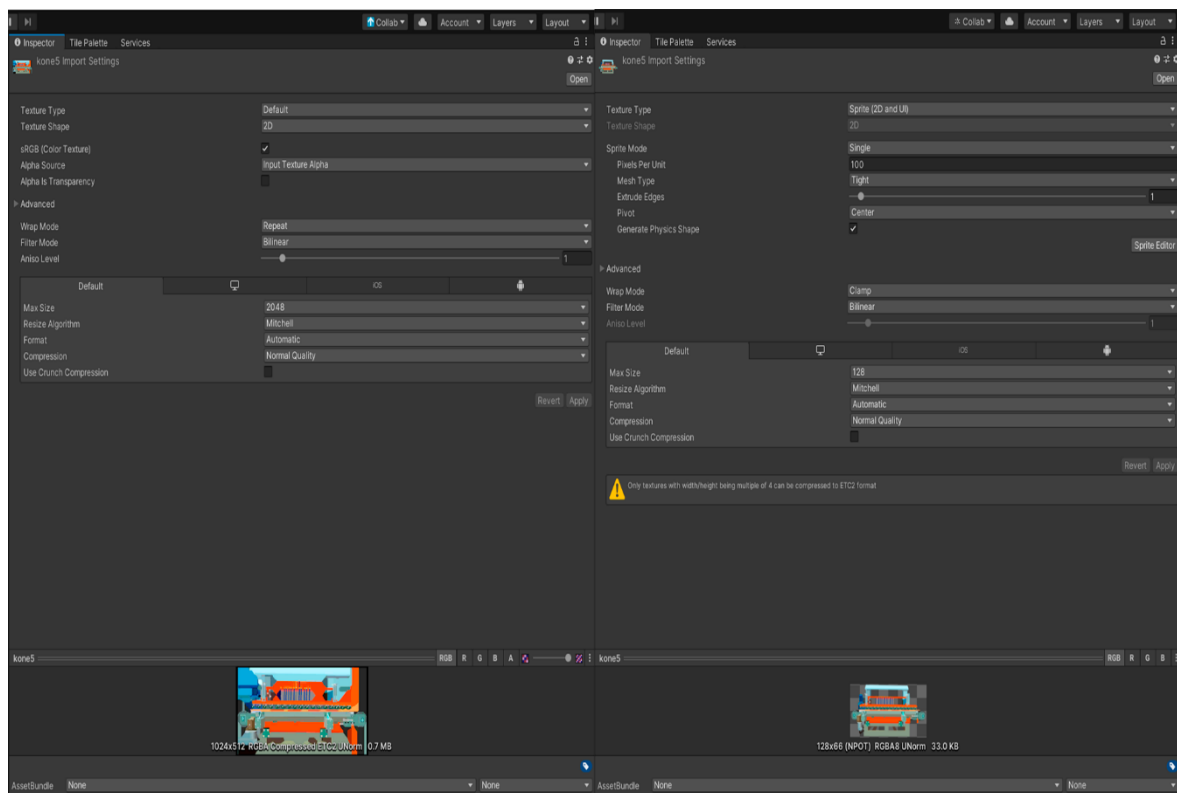 Collab Account Layers Layout
Inspector Tile Palette Services
kone5 Import Settings
Open
Texture Type Default
Texture Shape 2D
sRGB (Color Texture)
Alpha Source Input Texture Alpha
Alpha Is Transparency
Advanced
Wrap Mode Repeat
Filter Mode Bilinear
Aniso Level 1
Default iOS
Max Size 2048
Resize Algorithm Mitchell
Format Automatic
Compression Normal Quality
Use Crunch Compression
Revert Apply
kone5 RGB R G B A
1024x512 RGBA Compressed ETC2 UNorm 0.7 MB
AssetBundle None None
Collab Account Layers Layout
Inspector Tile Palette Services
kone5 Import Settings
Open
Texture Type Sprite (2D and UI)
Texture Shape 2D
Sprite Mode Single
Pixels Per Unit 100
Mesh Type Tight
Extrude Edges 1
Pivot Center
Generate Physics Shape
Sprite Editor
Advanced
Wrap Mode Clamp
Filter Mode Bilinear
Aniso Level 1
Default iOS
Max Size 128
Resize Algorithm Mitchell
Format Automatic
Compression Normal Quality
Use Crunch Compression
Revert Apply
Only textures with width/height being multiple of 4 can be compressed to ETC2 format
kone5 RGB R G B
128x66 (NPOT) RGBA8 UNorm 33.0 KB
AssetBundle None None